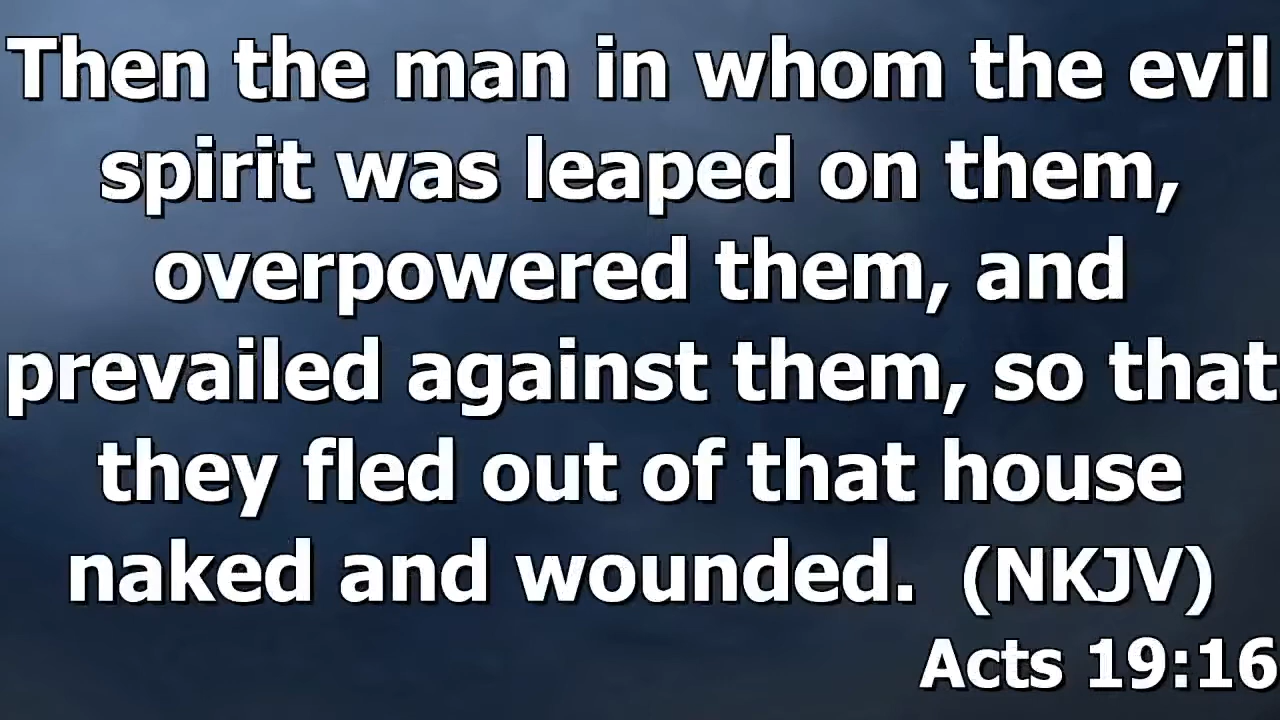 Then the man in whom the evil
spirit was leaped on them,
overpowered them, and
prevailed against them, so that
they fled out of that house
naked and wounded.  (NKJV)
Acts 19:16